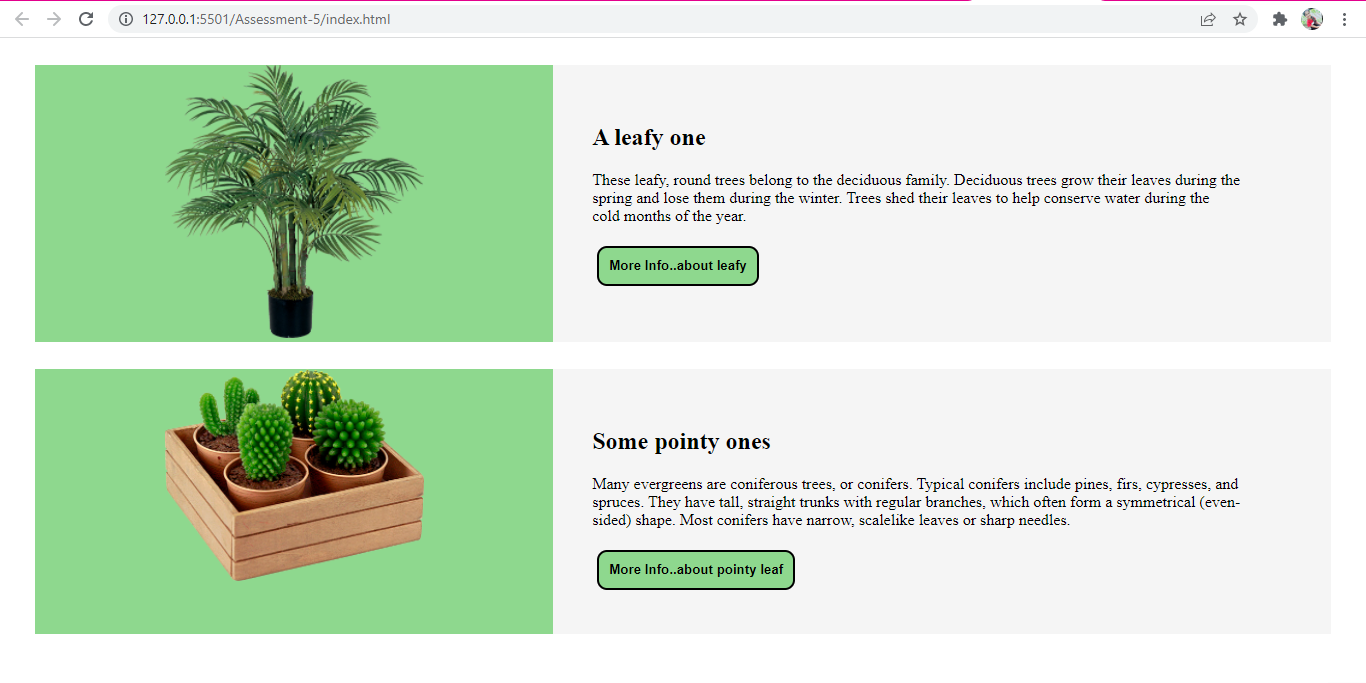 127.0.0.1:5501/Assessment-5/index.html
A leafy one
These leafy, round trees belong to the deciduous family. Deciduous trees grow their leaves during the
spring and lose them during the winter. Trees shed their leaves to help conserve water during the
cold months of the year.
More Info..about leafy
Some pointy ones
Many evergreens are coniferous trees, or conifers. Typical conifers include pines, firs, cypresses, and
spruces. They have tall, straight trunks with regular branches, which often form a symmetrical (even-
sided) shape. Most conifers have narrow, scalelike leaves or sharp needles.
More Info..about pointy leaf